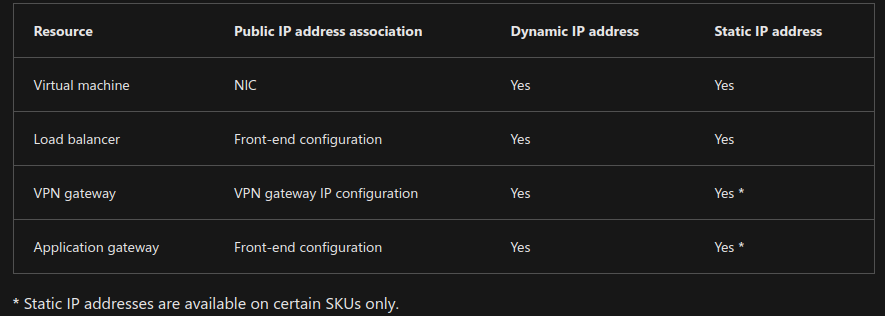 Resource Public IP address association Dynamic IP address Static IP address
Virtual machine NIC Yes Yes
Load balancer Front-end configuration Yes Yes
VPN gateway VPN gateway IP configuration Yes Yes *
Application gateway Front-end configuration Yes Yes *
* Static IP addresses are available on certain SKUs only.